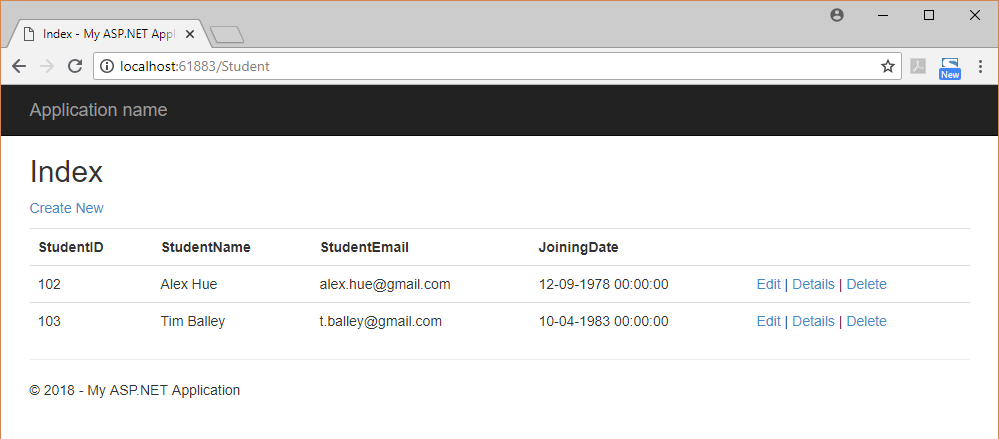 Index - My ASP.NET Appl
localhost:61883/Student
New
Application name
Index
Create New
StudentID StudentName StudentEmail JoiningDate
102 Alex Hue alex.hue@gmail.com 12-09-1978 00:00:00 Edit | Details | Delete
103 Tim Balley t.balley@gmail.com 10-04-1983 00:00:00 Edit | Details | Delete
© 2018 - My ASP.NET Application